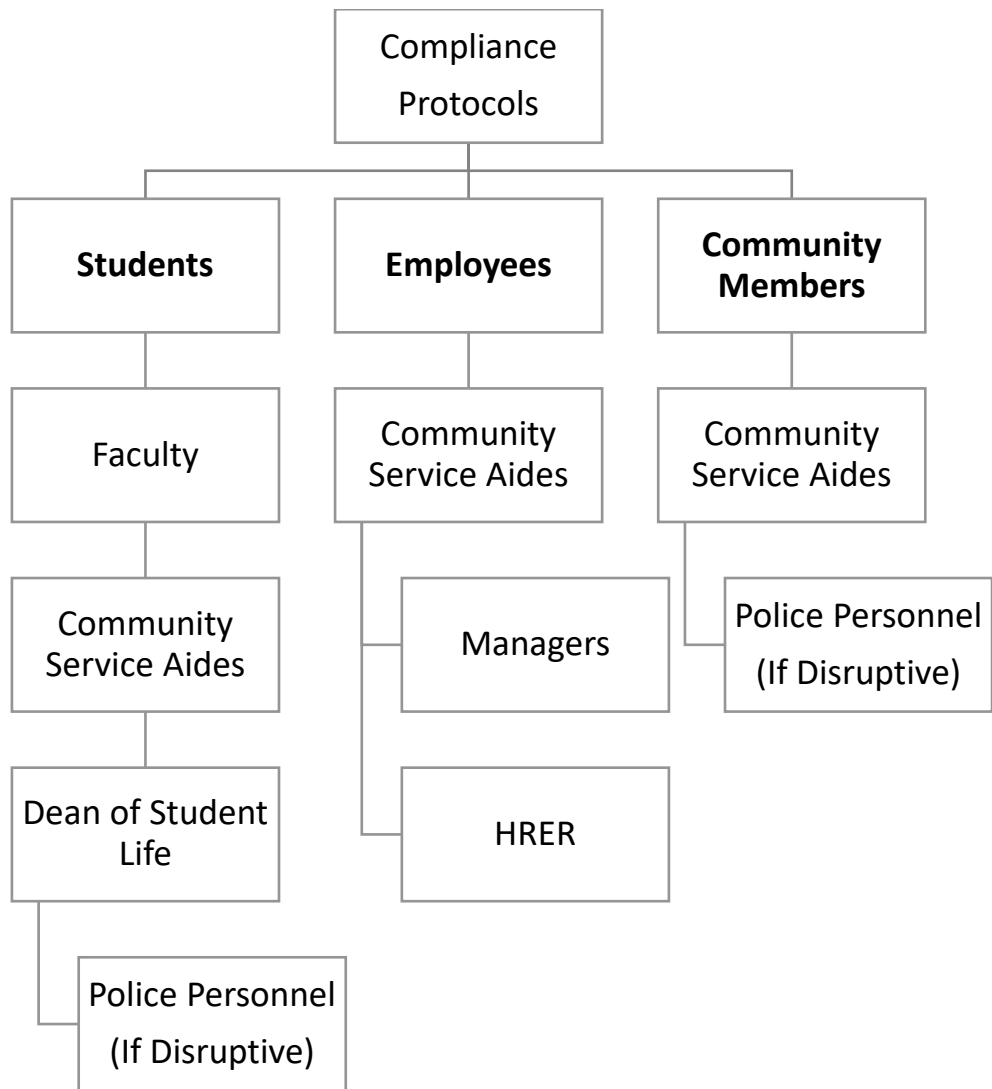 Compliance
Protocols
Students
Employees
Community
Members
Faculty
Community
Service Aides
Community
Service Aides
Community
Service Aides
Managers
Police Personnel
(If Disruptive)
Dean of Student
Life
HRER
Police Personnel
(If Disruptive)